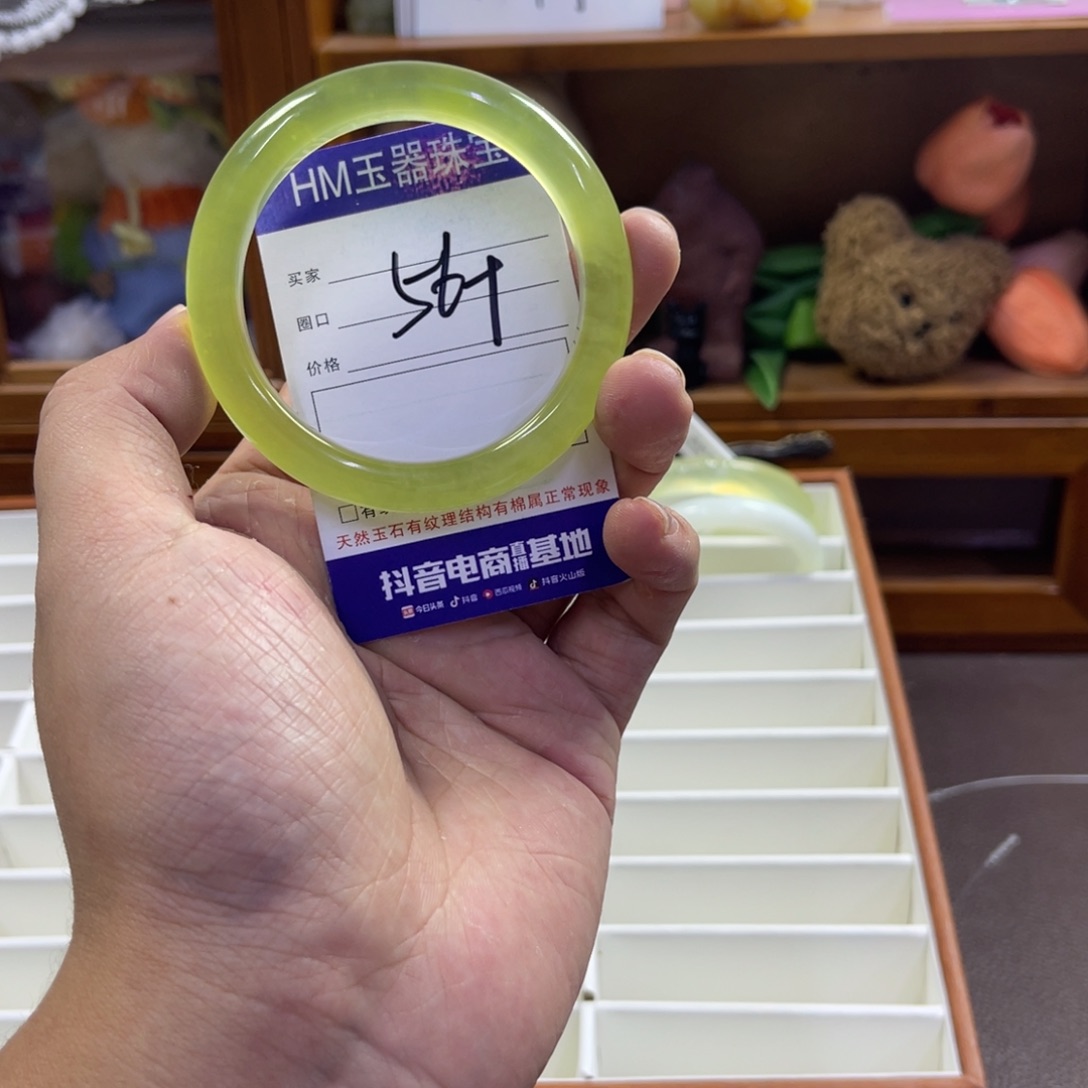 HM玉器珠宝
买家
圈口
价格
天然玉石有纹理结构有棉属正常现象
抖音电商直播基地
今日头条 抖音 西瓜视频 抖音火山版